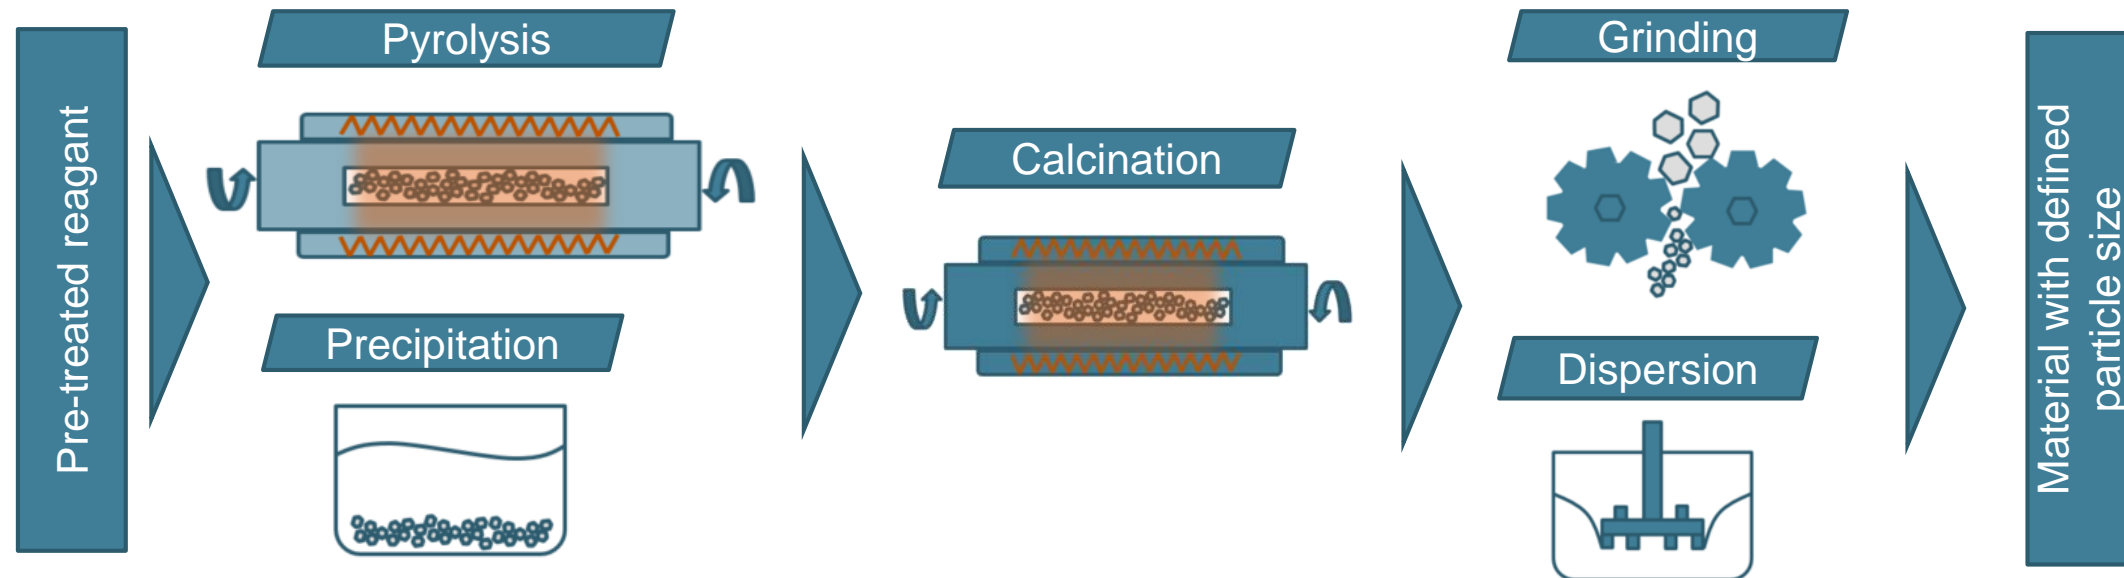 Pre-treated reagant
Pyrolysis
Precipitation
Calcination
Grinding
Dispersion
Material with defined
particle size